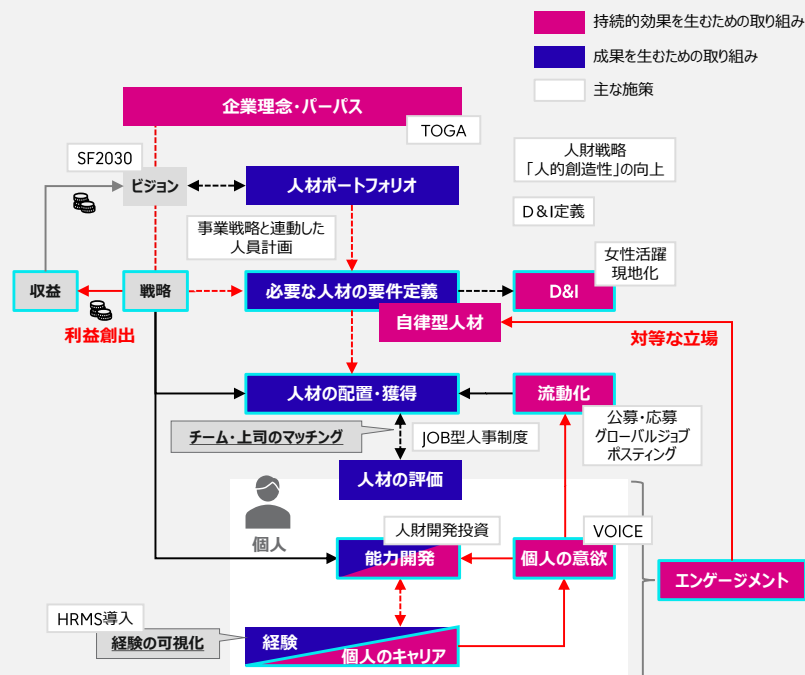 持続的効果を生むための取り組み
成果を生むための取り組み
主な施策
企業理念・パーパス
TOGA
SF2030
ビジョン
人材ポートフォリオ
人財戦略
「人的創造性」の向上
D&I定義
事業戦略と連動した
人員計画
女性活躍
現地化
収益
戦略
必要な人材の要件定義
D&I
自律型人材
利益創出
対等な立場
人材の配置・獲得
流動化
公募・応募
グローバルジョブ
ポスティング
チーム・上司のマッチング
JOB型人事制度
人材の評価
個人
人財開発投資
VOICE
能力開発
個人の意欲
エンゲージメント
HRMS導入
経験の可視化
経験
個人のキャリア